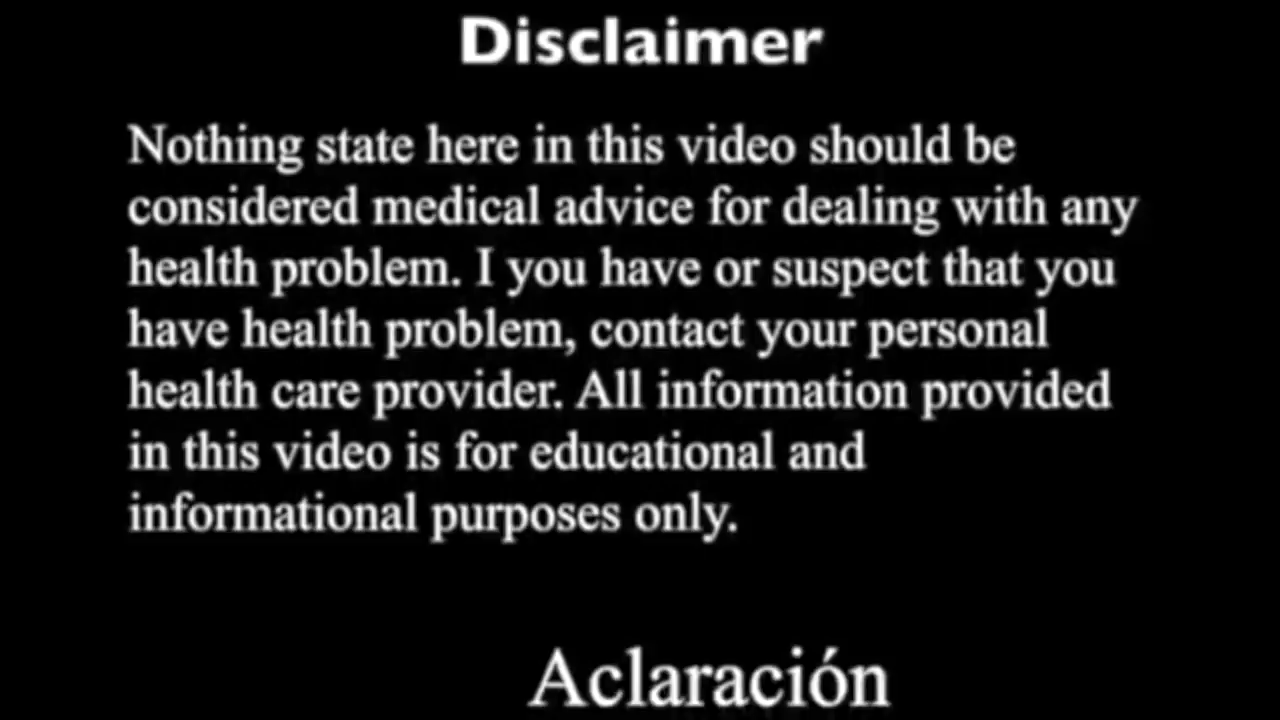 Disclaimer
Nothing state here in this video should be
considered medical advice for dealing with any
health problem. I you have or suspect that you
have health problem, contact your personal
health care provider. All information provided
in this video is for educational and
informational purposes only.
Aclaración